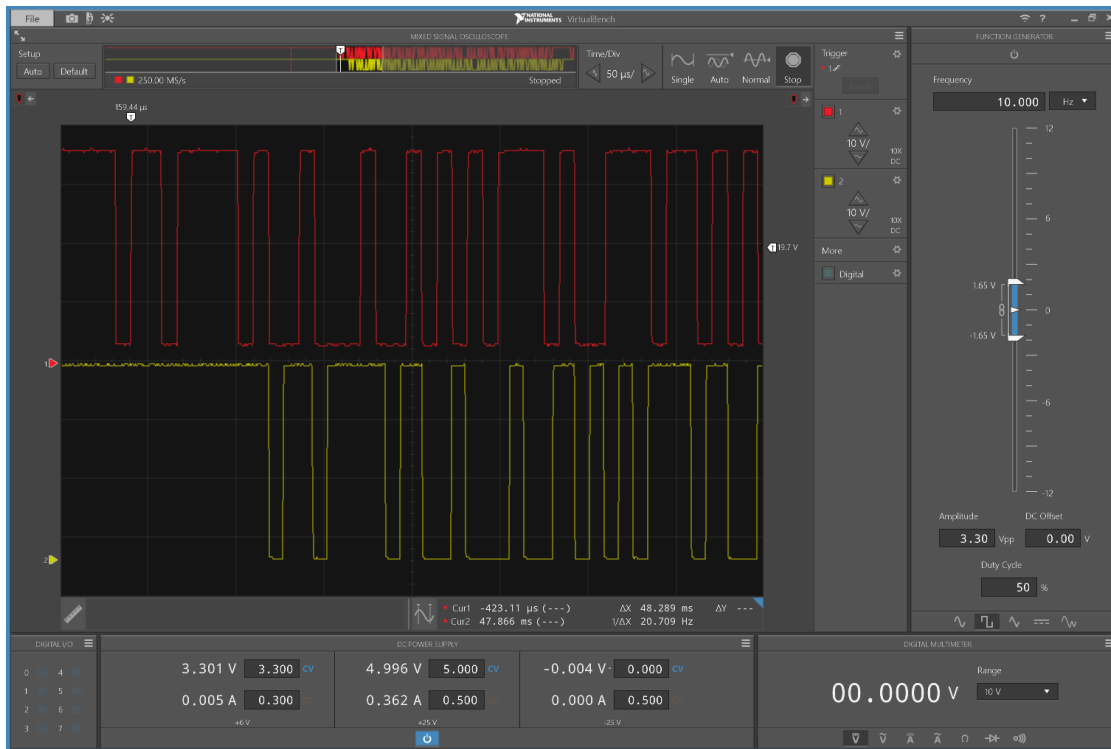 File
NATIONAL INSTRUMENTS VirtualBench
?
MIXED SIGNAL OSCILLOSCOPE
Setup
Auto Default
T
250.00 MS/s
Stopped
Time/Div
50 µs/
Single Auto Normal Stop
159.44 µs
T
T 19.7 V
1
2
Cur1 -423.11 µs (---) ΔX 48.289 ms ΔY ---
Cur2 47.866 ms (---) 1/ΔX 20.709 Hz
Trigger
1
1
10 V/
10X
DC
2
10 V/
10X
DC
More
Digital
FUNCTION GENERATOR
Frequency
10.000 Hz
12
6
1.65 V
0
-1.65 V
-6
-12
Amplitude DC Offset
3.30 Vpp 0.00 V
Duty Cycle
50 %
DIGITAL I/O
0 4
1 5
2 6
3 7
DC POWER SUPPLY
3.301 V 3.300 CV 4.996 V 5.000 CV -0.004 V- 0.000
0.005 A 0.300 CC 0.362 A 0.500 CC 0.000 A 0.500 CC
+6 V +25 V -25 V
DIGITAL MULTIMETER
Range
00.0000 V 10 V
V V A A Ω